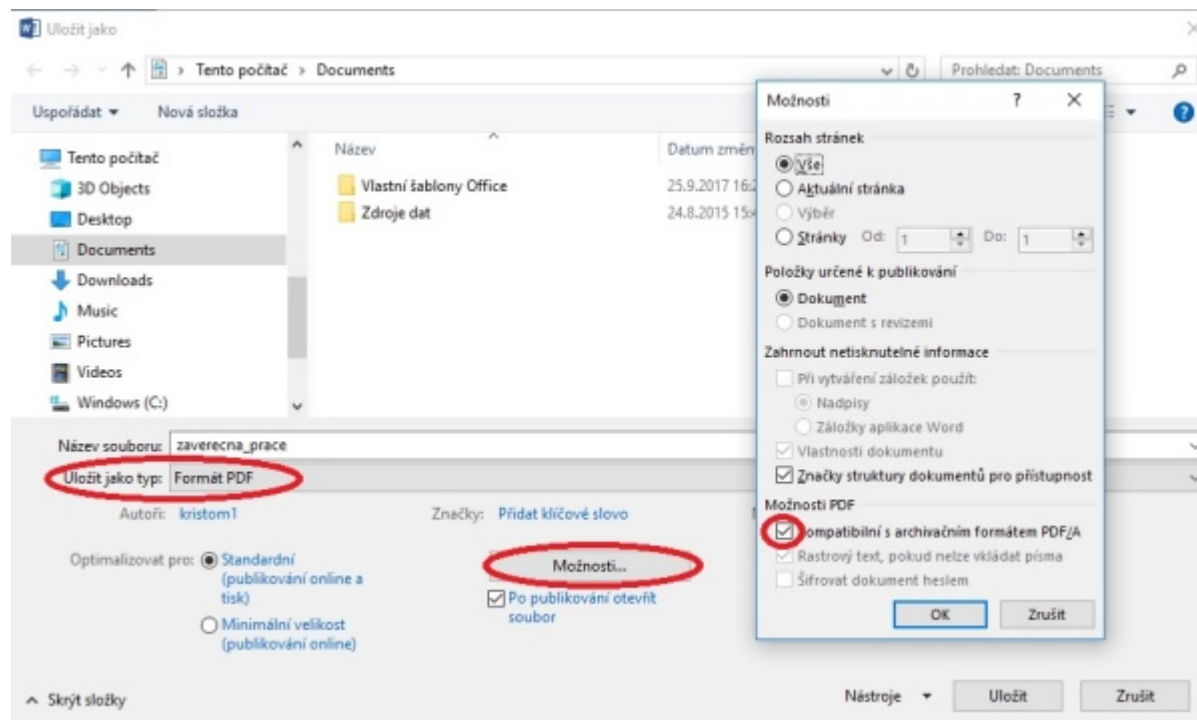 Uložit jako
Tento počítač › Documents
Prohledat: Documents
Uspořádat
Nová složka
Tento počítač
3D Objects
Desktop
Documents
Downloads
Music
Pictures
Videos
Windows (C:)
Název
Datum změn
Vlastní šablony Office
25.9.2017 16:2
Zdroje dat
24.8.2015 15:4
Název souboru: zaverecna_prace
Uložit jako typ: Formát PDF
Autoři: kristom1
Značky: Přidat klíčové slovo
Optimalizovat pro: Standardní
(publikování online a
tisk)
Minimální velikost
(publikování online)
Možnosti...
Po publikování otevřít
soubor
Skrýt složky
Nástroje
Uložit
Zrušit
Možnosti ?
Rozsah stránek
Vše
Aktuální stránka
Výběr
Stránky Od: 1 Do: 1
Položky určené k publikování
Dokument
Dokument s revizemi
Zahrnout netisknutelné informace
Při vytváření záložek použít:
Nadpisy
Záložky aplikace Word
Vlastnosti dokumentu
Značky struktury dokumentů pro přístupnost
Možnosti PDF
ompatibilní s archivačním formátem PDF/A
Rastrový text, pokud nelze vkládat písma
Šifrovat dokument heslem
OK
Zrušit